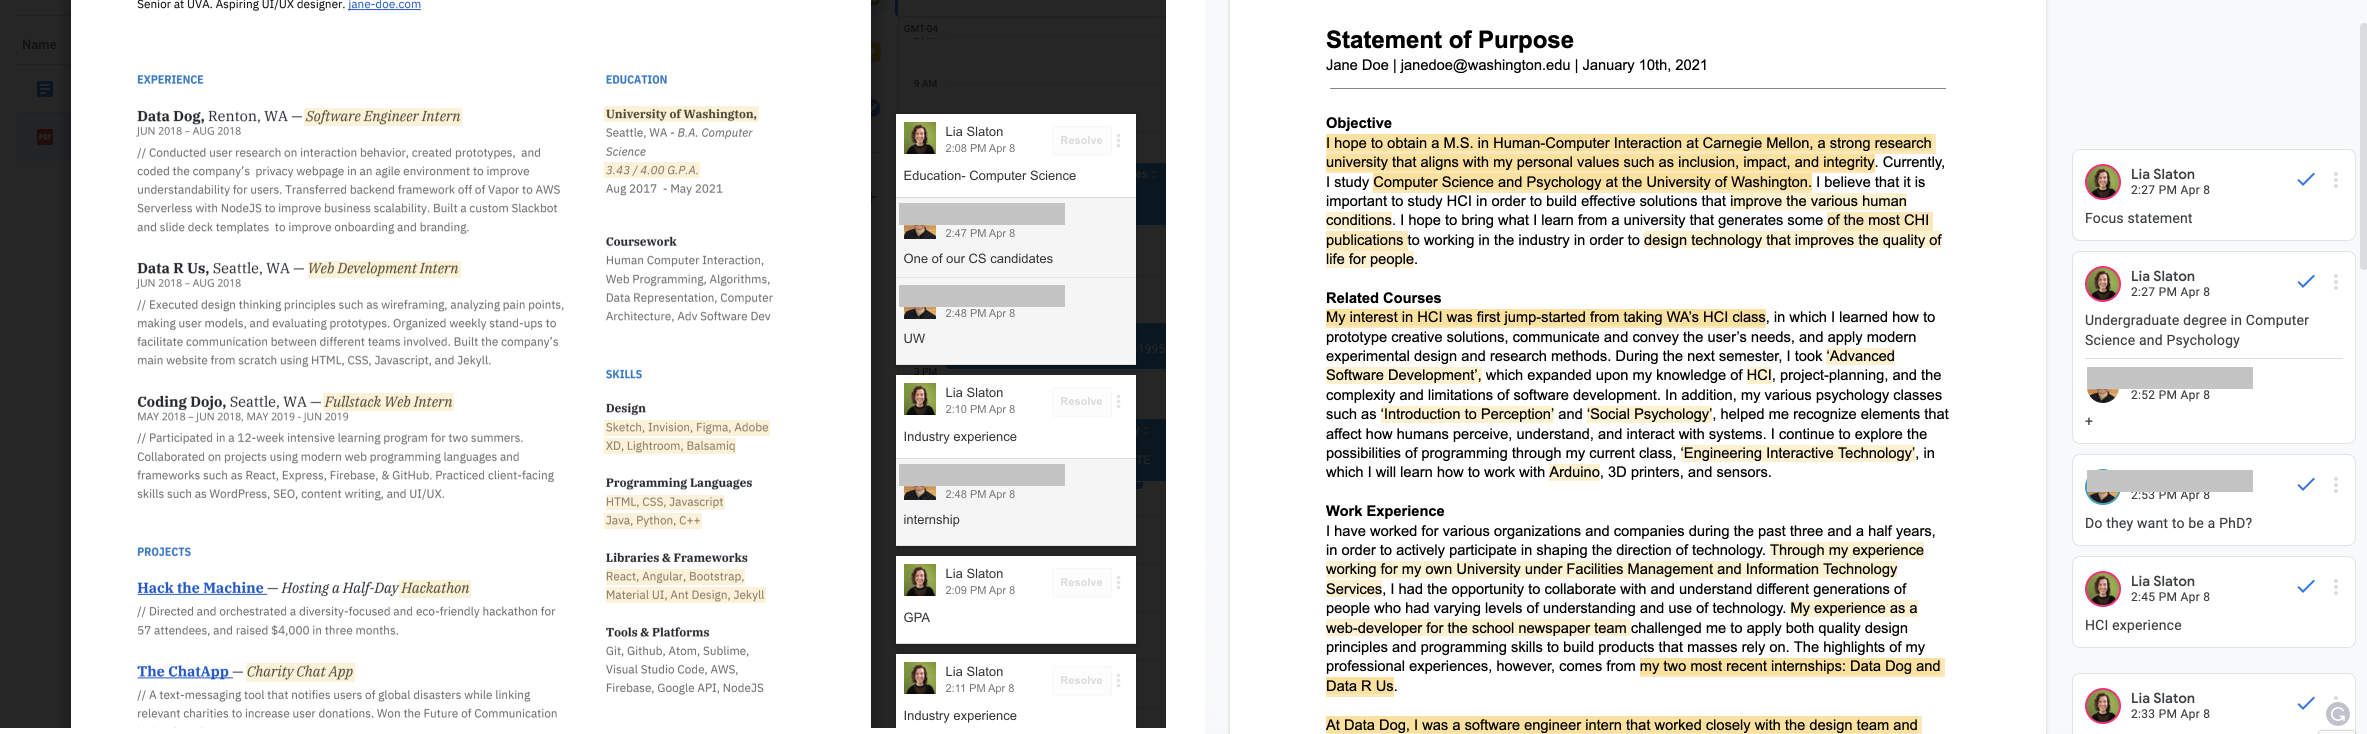 Senior at UVA. Aspiring UI/UX designer. jane-doe.com
Name
EXPERIENCE
Data Dog, Renton, WA — Software Engineer Intern
JUN 2018 – AUG 2018
// Conducted user research on interaction behavior, created prototypes, and
coded the company's privacy webpage in an agile environment to improve
understandability for users. Transferred backend framework off of Vapor to AWS
Serverless with NodeJS to improve business scalability. Built a custom Slackbot
and slide deck templates to improve onboarding and branding.
Data R Us, Seattle, WA — Web Development Intern
JUN 2018 – AUG 2018
// Executed design thinking principles such as wireframing, analyzing pain points,
making user models, and evaluating prototypes. Organized weekly stand-ups to
facilitate communication between different teams involved. Built the company's
main website from scratch using HTML, CSS, Javascript, and Jekyll.
Coding Dojo, Seattle, WA — Fullstack Web Intern
MAY 2018 – JUN 2018, MAY 2019 - JUN 2019
// Participated in a 12-week intensive learning program for two summers.
Collaborated on projects using modern web programming languages and
frameworks such as React, Express, Firebase, & GitHub. Practiced client-facing
skills such as WordPress, SEO, content writing, and UI/UX.
PROJECTS
Hack the Machine — Hosting a Half-Day Hackathon
// Directed and orchestrated a diversity-focused and eco-friendly hackathon for
57 attendees, and raised $4,000 in three months.
The ChatApp — Charity Chat App
// A text-messaging tool that notifies users of global disasters while linking
relevant charities to increase user donations. Won the Future of Communication
EDUCATION
University of Washington,
Seattle, WA - B.A. Computer
Science
3.43 / 4.00 G.P.A.
Aug 2017 - May 2021
Coursework
Human Computer Interaction,
Web Programming, Algorithms,
Data Representation, Computer
Architecture, Adv Software Dev
SKILLS
Design
Sketch, Invision, Figma, Adobe
XD, Lightroom, Balsamiq
Programming Languages
HTML, CSS, Javascript
Java, Python, C++
Libraries & Frameworks
React, Angular, Bootstrap,
Material UI, Ant Design, Jekyll
Tools & Platforms
Git, Github, Atom, Sublime,
Visual Studio Code, AWS,
Firebase, Google API, NodeJS
GMT-04
9 AM
Lia Slaton
2:08 PM Apr 8
Resolve
Education- Computer Science
2:47 PM Apr 8
One of our CS candidates
2:48 PM Apr 8
UW
1995
3 PM
Lia Slaton
2:10 PM Apr 8
Resolve
Industry experience
2:48 PM Apr 8
internship
Lia Slaton
2:09 PM Apr 8
Resolve
GPA
Lia Slaton
2:11 PM Apr 8
Resolve
Industry experience
Statement of Purpose
Jane Doe | janedoe@washington.edu | January 10th, 2021
Objective
I hope to obtain a M.S. in Human-Computer Interaction at Carnegie Mellon, a strong research
university that aligns with my personal values such as inclusion, impact, and integrity. Currently,
I study Computer Science and Psychology at the University of Washington. I believe that it is
important to study HCI in order to build effective solutions that improve the various human
conditions. I hope to bring what I learn from a university that generates some of the most CHI
publications to working in the industry in order to design technology that improves the quality of
life for people.
Related Courses
My interest in HCI was first jump-started from taking WA's HCI class, in which I learned how to
prototype creative solutions, communicate and convey the user's needs, and apply modern
experimental design and research methods. During the next semester, I took 'Advanced
Software Development', which expanded upon my knowledge of HCI, project-planning, and the
complexity and limitations of software development. In addition, my various psychology classes
such as 'Introduction to Perception' and 'Social Psychology', helped me recognize elements that
affect how humans perceive, understand, and interact with systems. I continue to explore the
possibilities of programming through my current class, 'Engineering Interactive Technology', in
which I will learn how to work with Arduino, 3D printers, and sensors.
Work Experience
I have worked for various organizations and companies during the past three and a half years,
in order to actively participate in shaping the direction of technology. Through my experience
working for my own University under Facilities Management and Information Technology
Services, I had the opportunity to collaborate with and understand different generations of
people who had varying levels of understanding and use of technology. My experience as a
web-developer for the school newspaper team challenged me to apply both quality design
principles and programming skills to build products that masses rely on. The highlights of my
professional experiences, however, comes from my two most recent internships: Data Dog and
Data R Us.
At Data Dog, I was a software engineer intern that worked closely with the design team and
Lia Slaton
2:27 PM Apr 8
Focus statement
Lia Slaton
2:27 PM Apr 8
Undergraduate degree in Computer
Science and Psychology
2:52 PM Apr 8
+
2:53 PM Apr 8
Do they want to be a PhD?
Lia Slaton
2:45 PM Apr 8
HCI experience
Lia Slaton
2:33 PM Apr 8